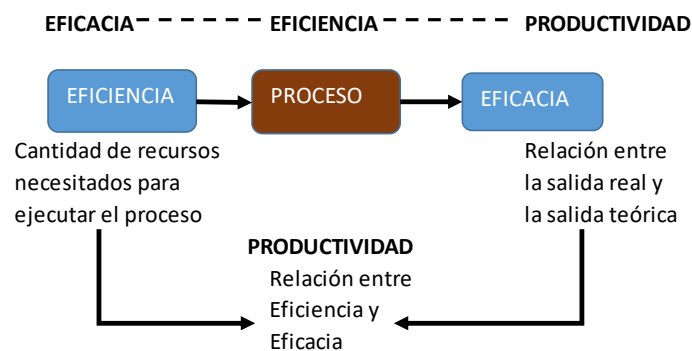 EFICACIA EFICIENCIA PRODUCTIVIDAD
EFICIENCIA
PROCESO
EFICACIA
Cantidad de recursos
necesitados para
ejecutar el proceso
Relación entre
la salida real y
la salida teórica
PRODUCTIVIDAD
Relación entre
Eficiencia y
Eficacia